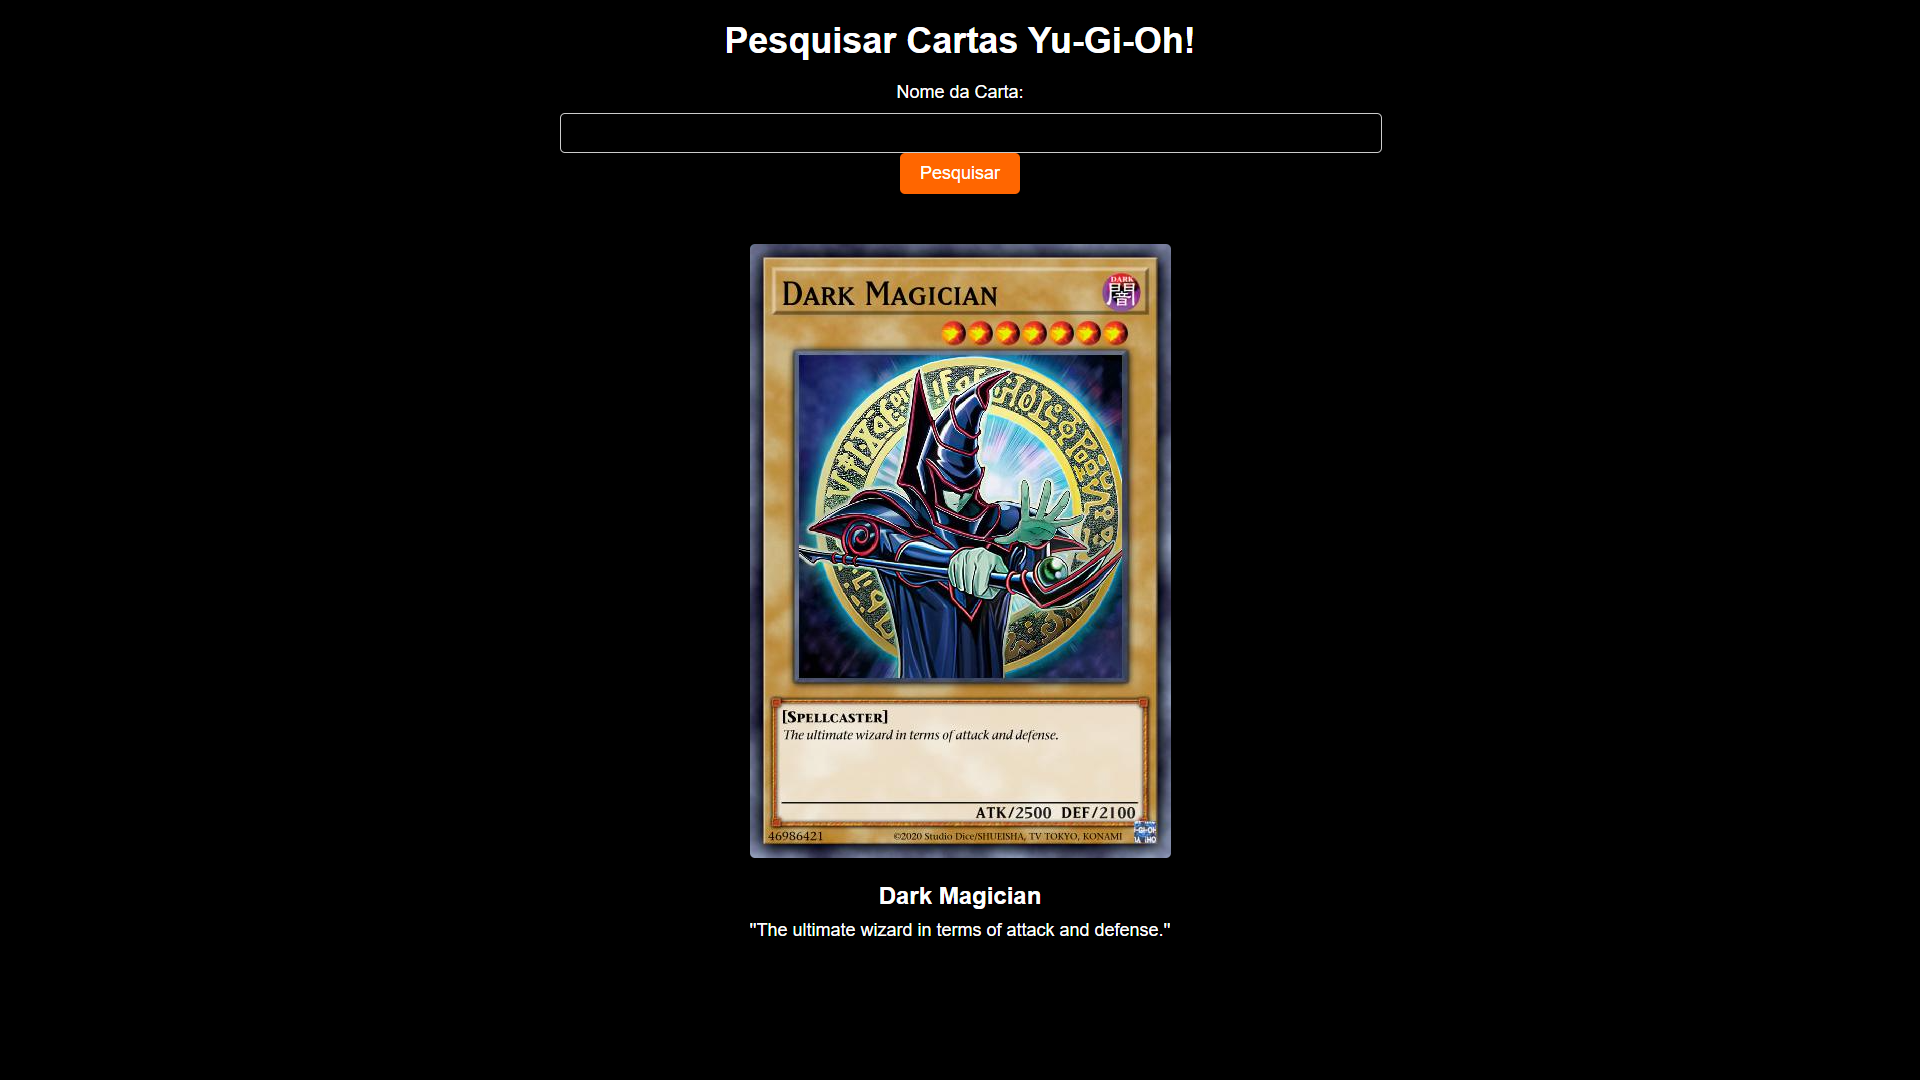 Pesquisar Cartas Yu-Gi-Oh!
Nome da Carta:
Pesquisar
DARK MAGICIAN
DARK
闇
[SPELLCASTER]
The ultimate wizard in terms of attack and defense.
ATK/2500 DEF/2100
46986421 ©2020 Studio Dice/SHUEISHA, TV TOKYO, KONAMI
Dark Magician
"The ultimate wizard in terms of attack and defense."